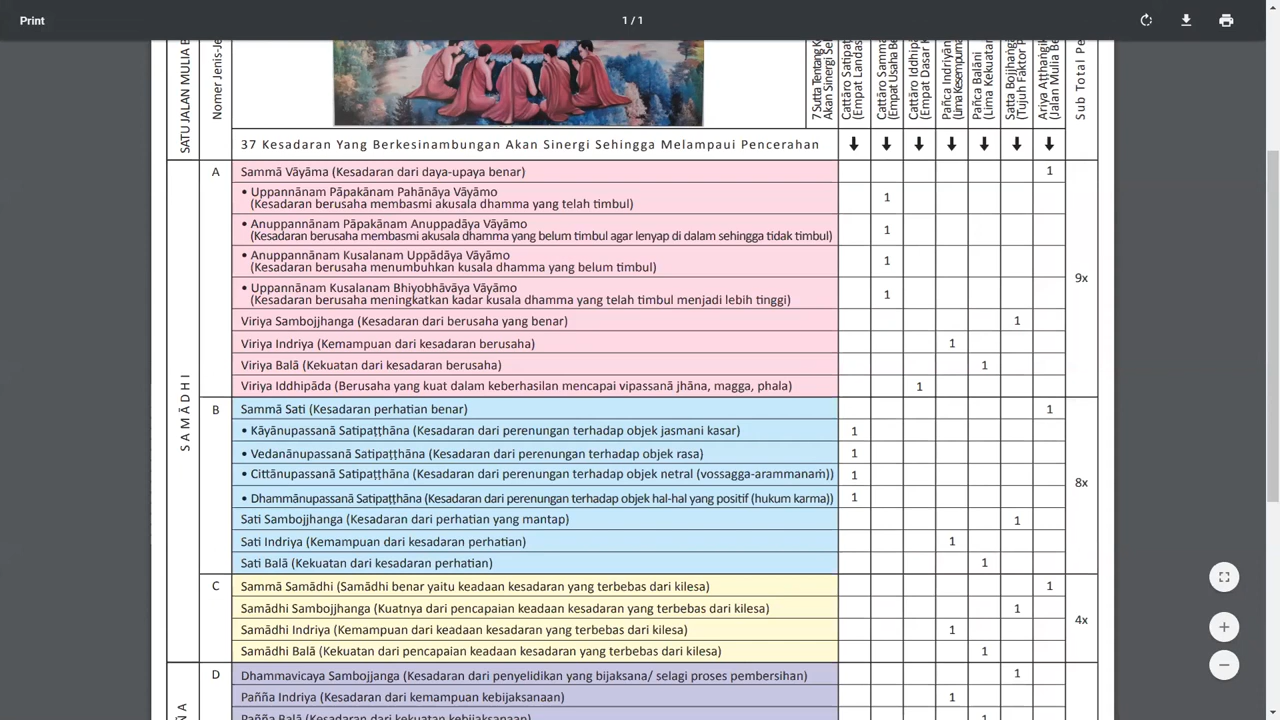 Print
1 / 1
SATU JALAN MULIA B
Nomer Jenis-Je
7 Sutta Tentang K
Akan Sinergi Sel
Cattāro Satipaṭ
(Empat Landas
Cattāro Samma
(Empat Usaha Be
Cattāro Iddhip
(Empat Dasar K
Pañca Indriyān
(Lima Kesempurna
Pañca Balāni
(Lima Kekuatan
Satta Bojjhaṅga
(Tujuh Faktor P
Ariya Aṭṭhangik
(Jalan Mulia Be
Sub Total Pe
37 Kesadaran Yang Berkesinambungan Akan Sinergi Sehingga Melampaui Pencerahan
SAMĀDHI
A
Sammā Vāyāma (Kesadaran dari daya-upaya benar) 1
• Uppannānam Pāpakānam Pahānāya Vāyāmo
(Kesadaran berusaha membasmi akusala dhamma yang telah timbul) 1
• Anuppannānam Pāpakānam Anuppadāya Vāyāmo
(Kesadaran berusaha membasmi akusala dhamma yang belum timbul agar lenyap di dalam sehingga tidak timbul) 1
• Anuppannānam Kusalanam Uppādāya Vāyāmo
(Kesadaran berusaha menumbuhkan kusala dhamma yang belum timbul) 1
9x
• Uppannānam Kusalanam Bhiyobhāvāya Vāyāmo
(Kesadaran berusaha meningkatkan kadar kusala dhamma yang telah timbul menjadi lebih tinggi) 1
Viriya Sambojjhanga (Kesadaran dari berusaha yang benar) 1
Viriya Indriya (Kemampuan dari kesadaran berusaha) 1
Viriya Balā (Kekuatan dari kesadaran berusaha) 1
Viriya Iddhipāda (Berusaha yang kuat dalam keberhasilan mencapai vipassanā jhāna, magga, phala) 1
B
Sammā Sati (Kesadaran perhatian benar) 1
• Kāyānupassanā Satipaṭṭhāna (Kesadaran dari perenungan terhadap objek jasmani kasar) 1
• Vedanānupassanā Satipaṭṭhāna (Kesadaran dari perenungan terhadap objek rasa) 1
• Cittānupassanā Satipaṭṭhāna (Kesadaran dari perenungan terhadap objek netral (vossagga-arammanaṁ)) 1
8x
• Dhammānupassanā Satipaṭṭhāna (Kesadaran dari perenungan terhadap objek hal-hal yang positif (hukum karma)) 1
Sati Sambojjhanga (Kesadaran dari perhatian yang mantap) 1
Sati Indriya (Kemampuan dari kesadaran perhatian) 1
Sati Balā (Kekuatan dari kesadaran perhatian) 1
C
Sammā Samādhi (Samādhi benar yaitu keadaan kesadaran yang terbebas dari kilesa) 1
Samādhi Sambojjhanga (Kuatnya dari pencapaian keadaan kesadaran yang terbebas dari kilesa) 1
4x
Samādhi Indriya (Kemampuan dari keadaan kesadaran yang terbebas dari kilesa) 1
Samādhi Balā (Kekuatan dari pencapaian keadaan kesadaran yang terbebas dari kilesa) 1
D
Dhammavicaya Sambojjanga (Kesadaran dari penyelidikan yang bijaksana/ selagi proses pembersihan) 1
Pañña Indriya (Kesadaran dari kemampuan kebijaksanaan) 1
Pañña Balā (Kesadaran dari kekuatan kebijaksanaan) 1
ÑA